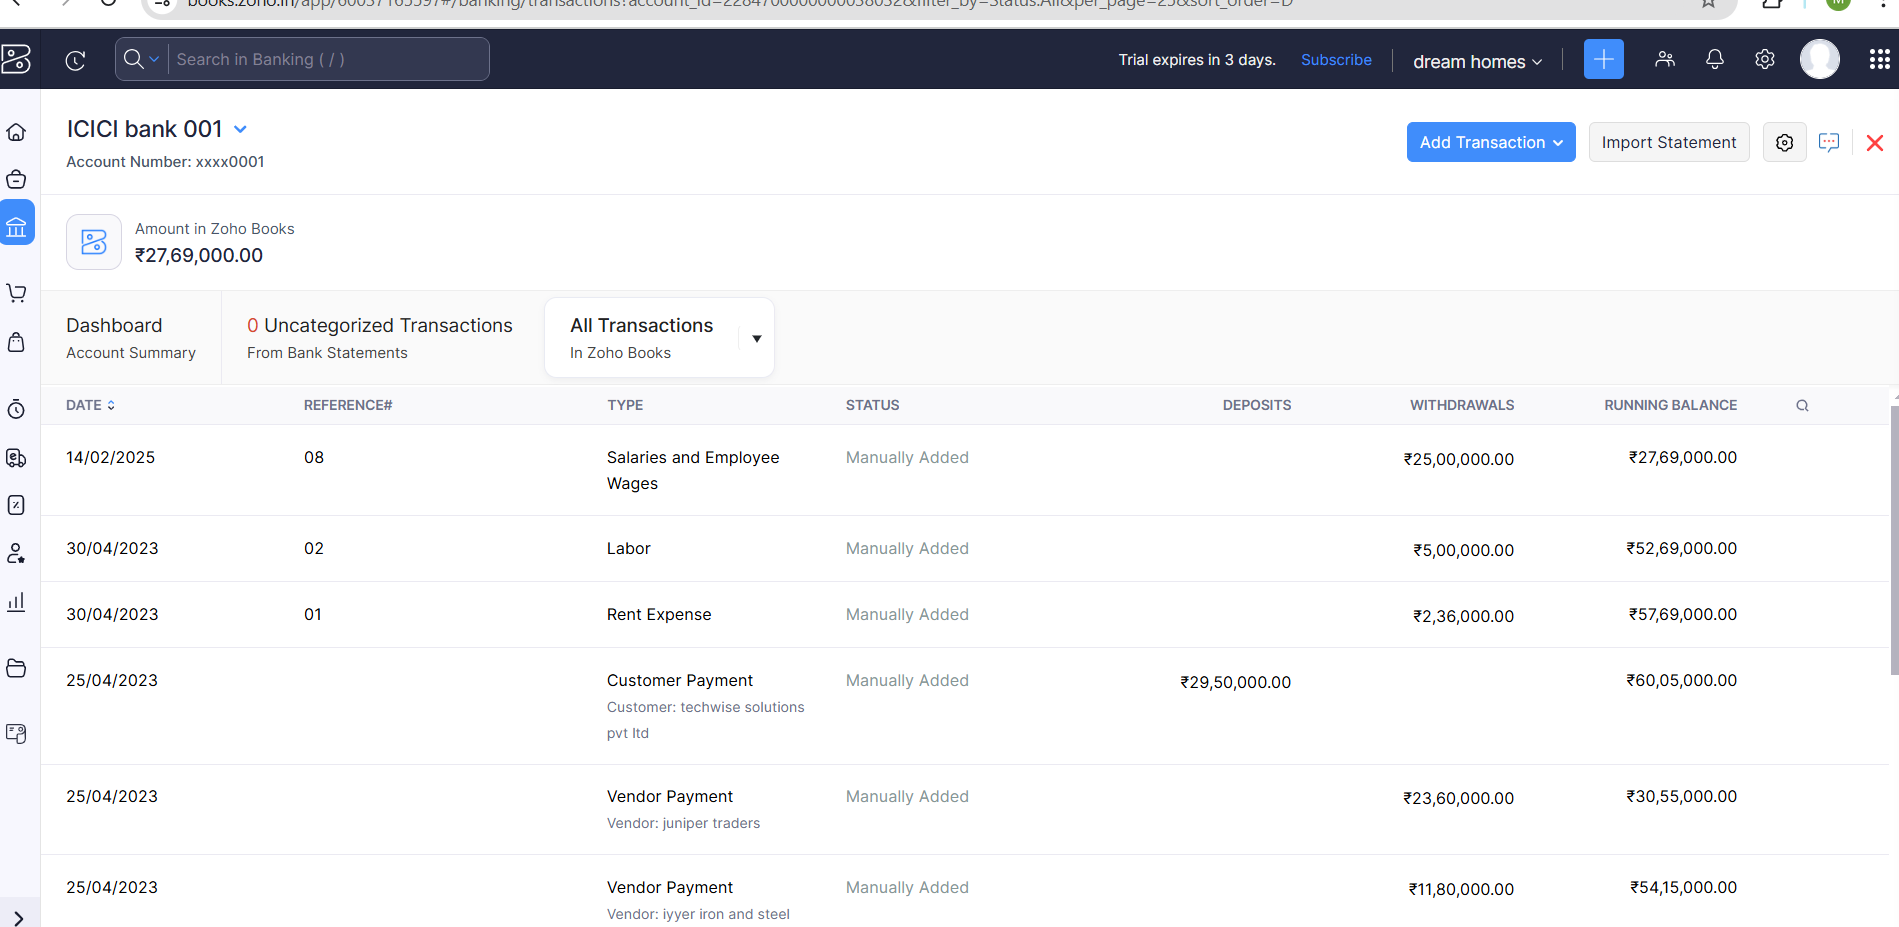 Search in Banking ( / )
Trial expires in 3 days.
Subscribe
dream homes
ICICI bank 001
Account Number: xxxx0001
Add Transaction
Import Statement
Amount in Zoho Books
₹27,69,000.00
Dashboard
Account Summary
0 Uncategorized Transactions
From Bank Statements
All Transactions
In Zoho Books
DATE REFERENCE# TYPE STATUS DEPOSITS WITHDRAWALS RUNNING BALANCE
14/02/2025 08 Salaries and Employee Manually Added ₹25,00,000.00 ₹27,69,000.00
Wages
30/04/2023 02 Labor Manually Added ₹5,00,000.00 ₹52,69,000.00
30/04/2023 01 Rent Expense Manually Added ₹2,36,000.00 ₹57,69,000.00
25/04/2023 Customer Payment Manually Added ₹29,50,000.00 ₹60,05,000.00
Customer: techwise solutions
pvt ltd
25/04/2023 Vendor Payment Manually Added ₹23,60,000.00 ₹30,55,000.00
Vendor: juniper traders
25/04/2023 Vendor Payment Manually Added ₹11,80,000.00 ₹54,15,000.00
Vendor: iyyer iron and steel